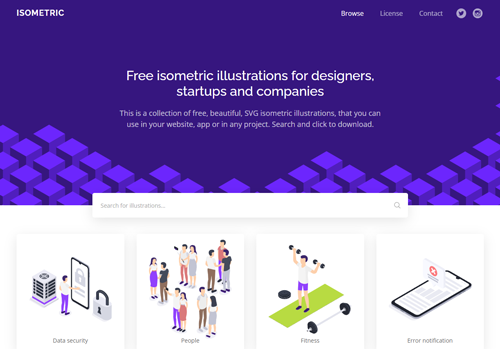 ISOMETRIC
Browse
License
Contact
Free isometric illustrations for designers,
startups and companies
This is a collection of free, beautiful, SVG isometric illustrations, that you can
use in your website, app or in any project. Search and click to download.
Search for illustrations...
Data security
People
Fitness
Error notification